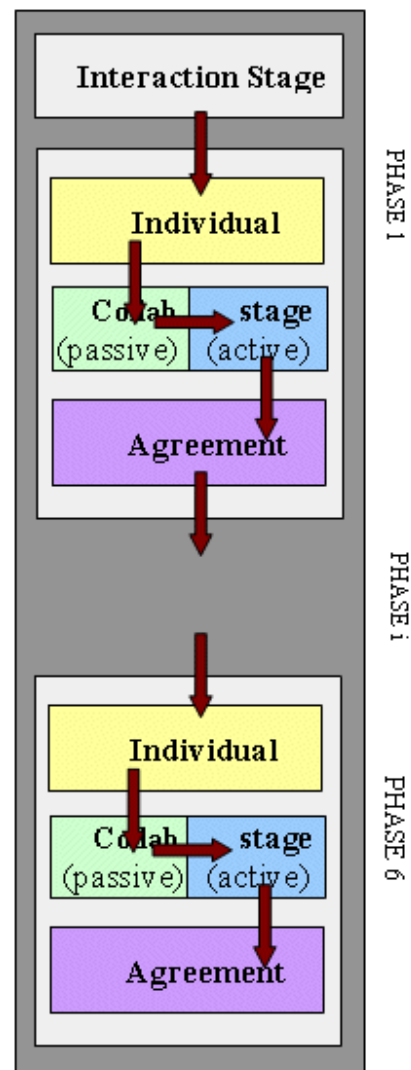 Interaction Stage
PHASE 1
Individual
Collab stage
(passive) (active)
Agreement
PHASE i
Individual
Collab stage
(passive) (active)
Agreement
PHASE 6